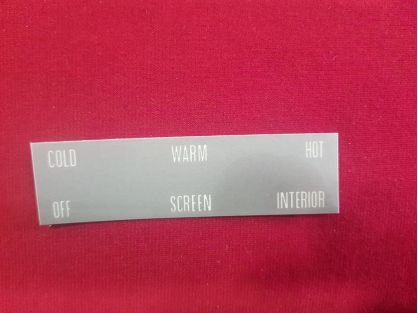 COLD WARM HOT
OFF SCREEN INTERIOR